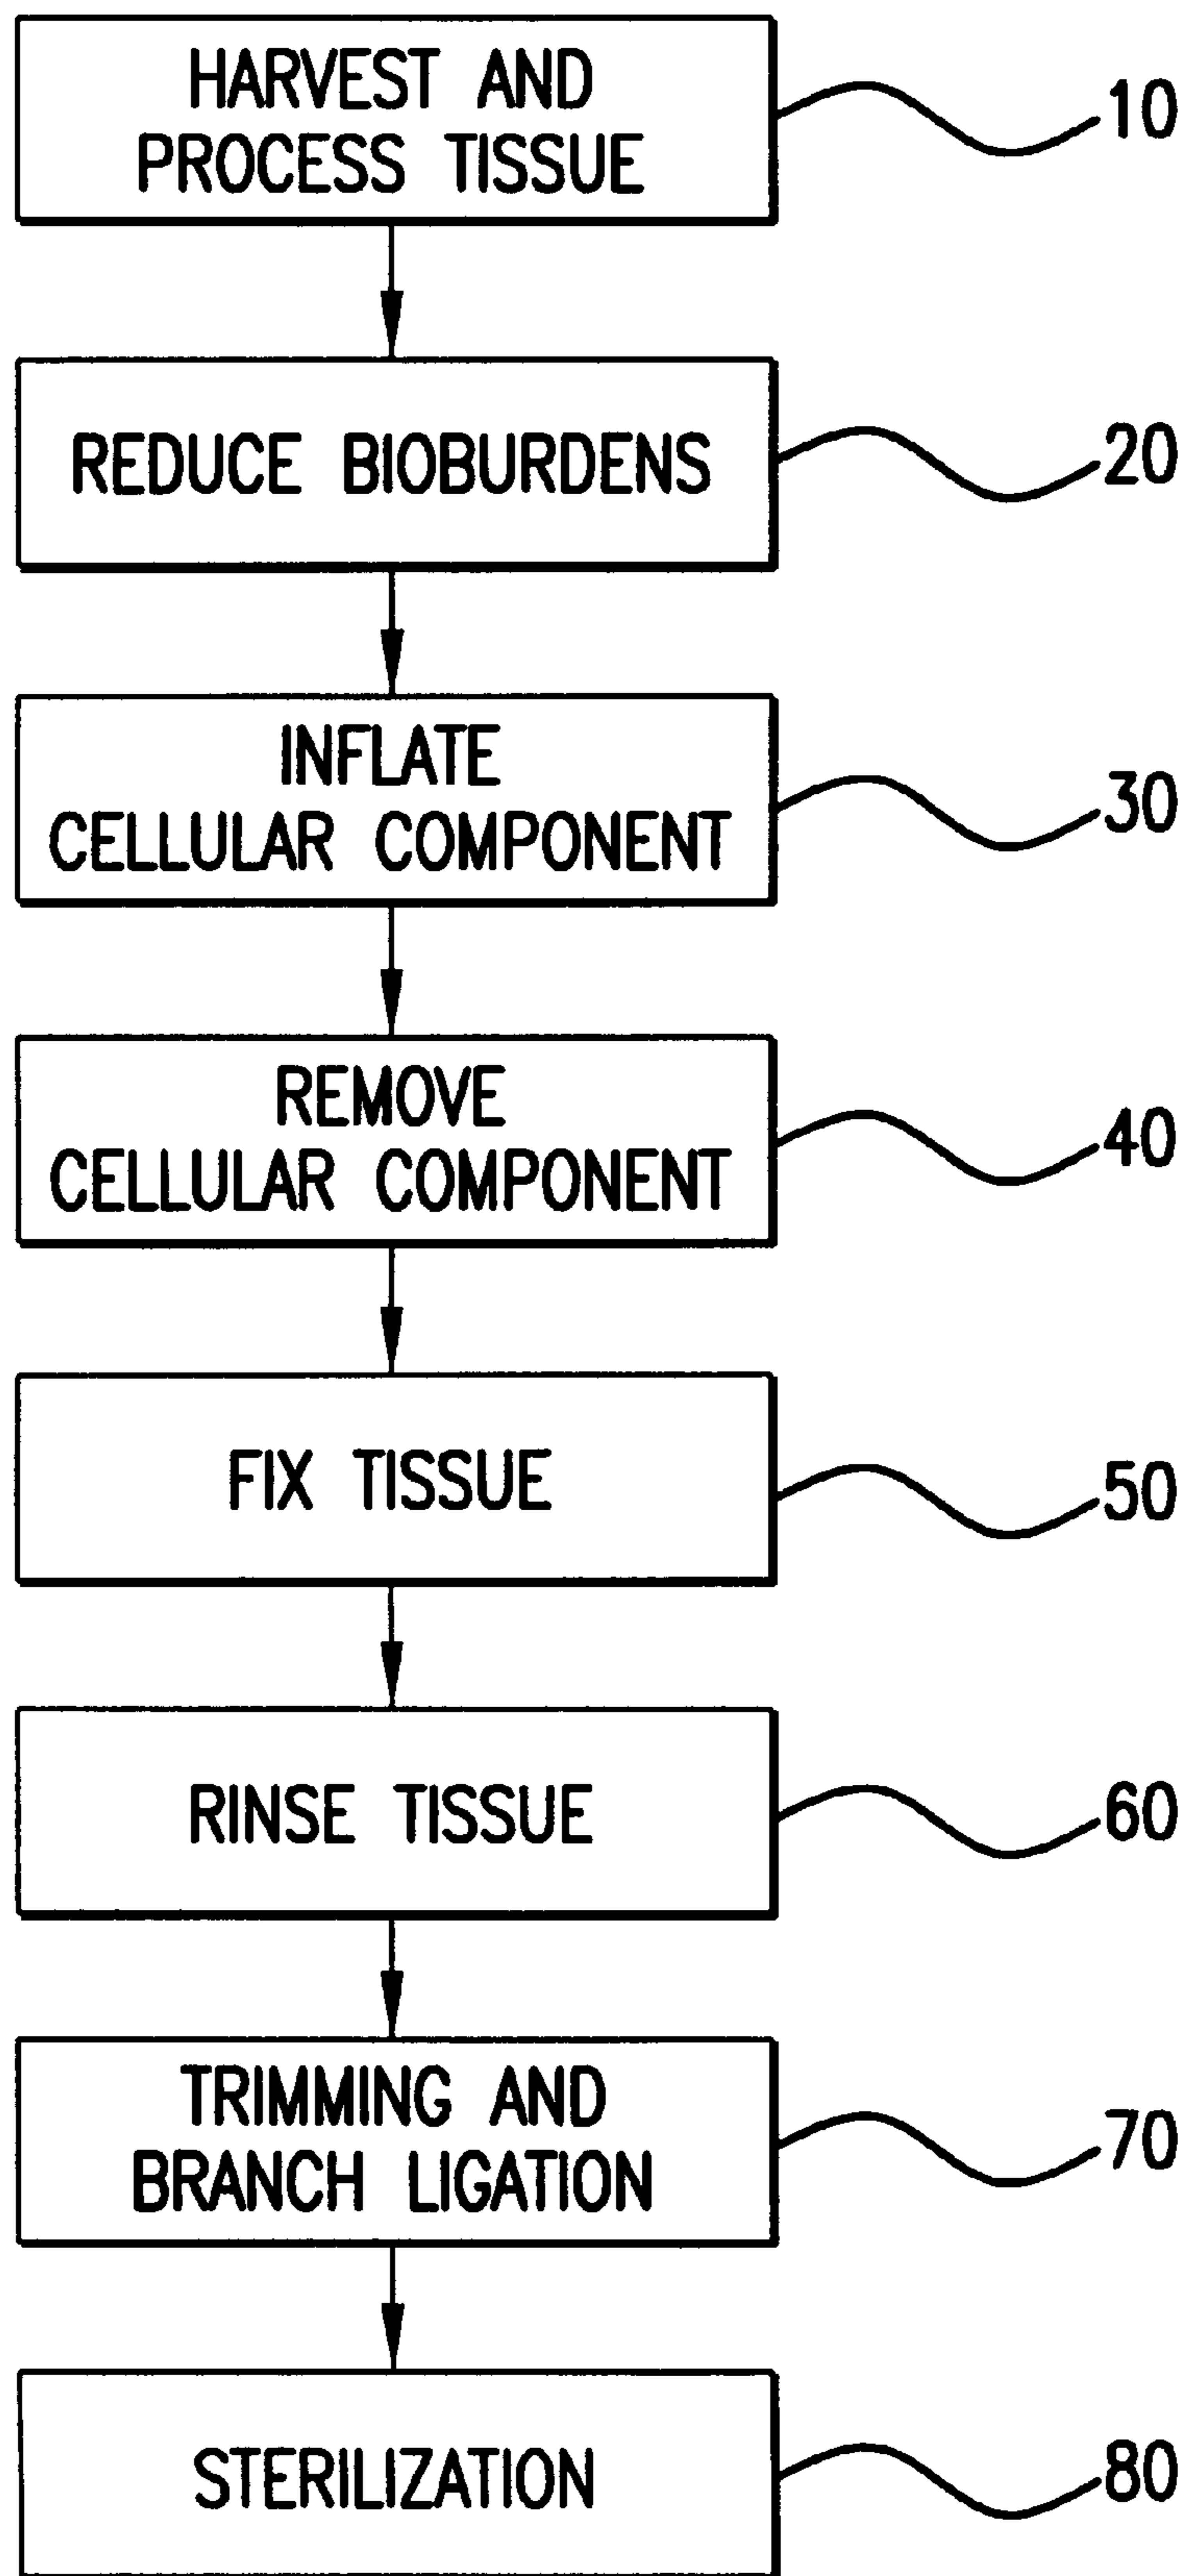 HARVEST AND
PROCESS TISSUE
10
REDUCE BIOBURDENS
20
INFLATE
CELLULAR COMPONENT
30
REMOVE
CELLULAR COMPONENT
40
FIX TISSUE
50
RINSE TISSUE
60
TRIMMING AND
BRANCH LIGATION
70
STERILIZATION
80